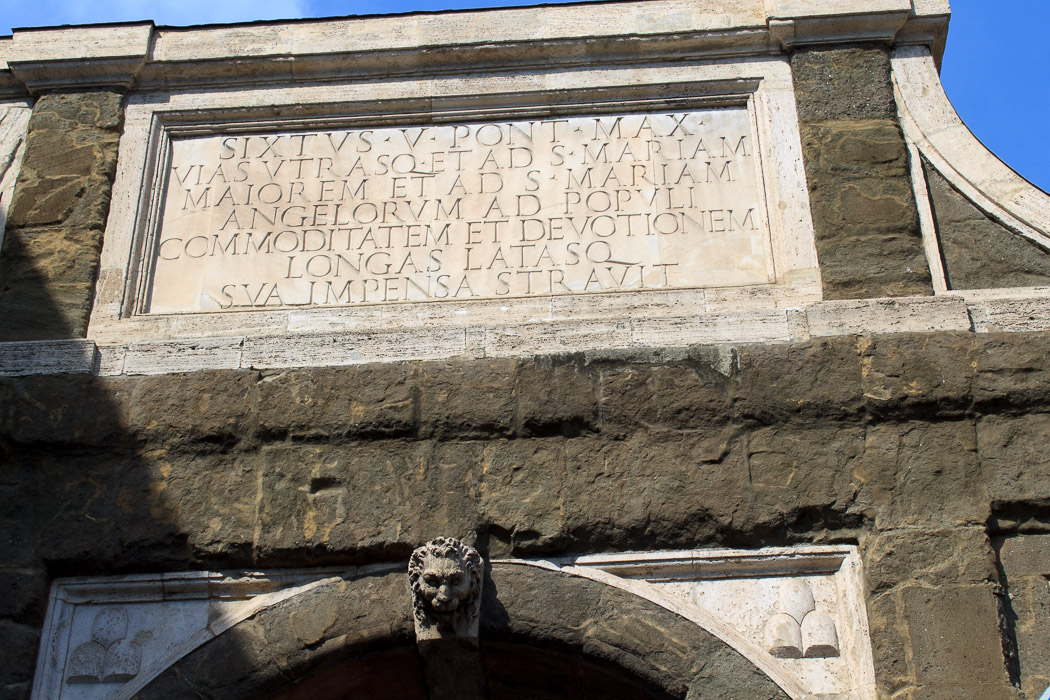 SIXTVS · V · PONT · MAX ·
VIAS VTRASQ · ET AD · S · MARIAM
MAIOREM ET AD S · MARIAM
ANGELORVM AD POPVLI
COMMODITATEM ET DEVOTIONEM
LONGAS LATASQ
SVA IMPENSA STRAVIT